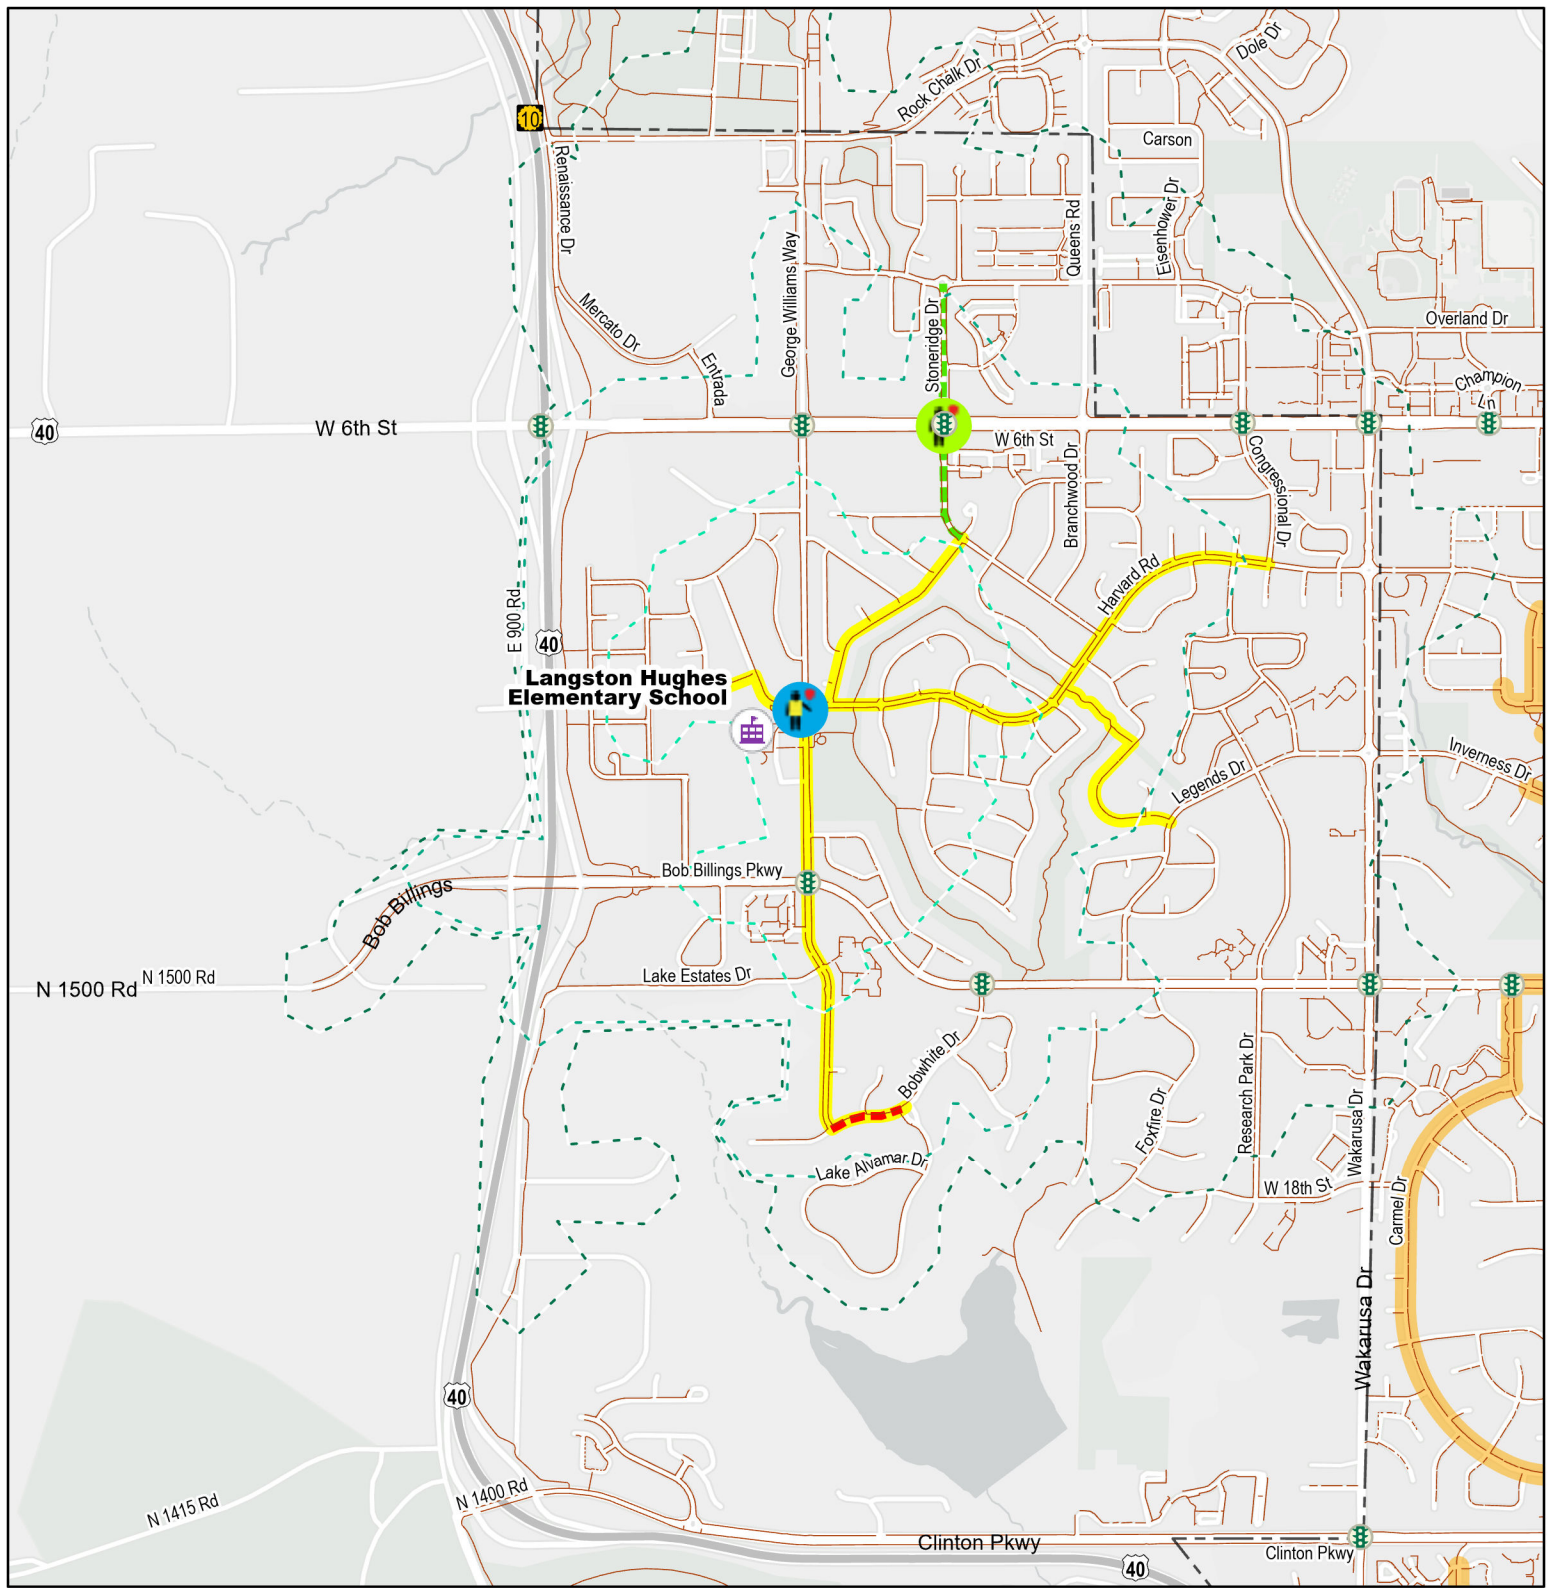 Dole Dr
Rock Chalk Dr
10
Carson
Renaissance Dr
Eisenhower Dr
Queens Rd
George Williams Way
Mercato Dr
Stoneridge Dr
Overland Dr
Entrada
Champion
Ln
40
W 6th St
W 6th St
Branchwood Dr
Congressional Dr
Harvard Rd
E 900 Rd
40
Langston Hughes
Elementary School
Inverness Dr
Legends Dr
Bob Billings Pkwy
Bob Billings
N 1500 Rd
N 1500 Rd
Lake Estates Dr
Bobwhite Dr
Research Park Dr
Foxfire Dr
Wakarusa Dr
Lake Alvamar Dr
W 18th St
Carmel Dr
Wakarusa Dr
40
N 1415 Rd
N 1400 Rd
Clinton Pkwy
Clinton Pkwy
40